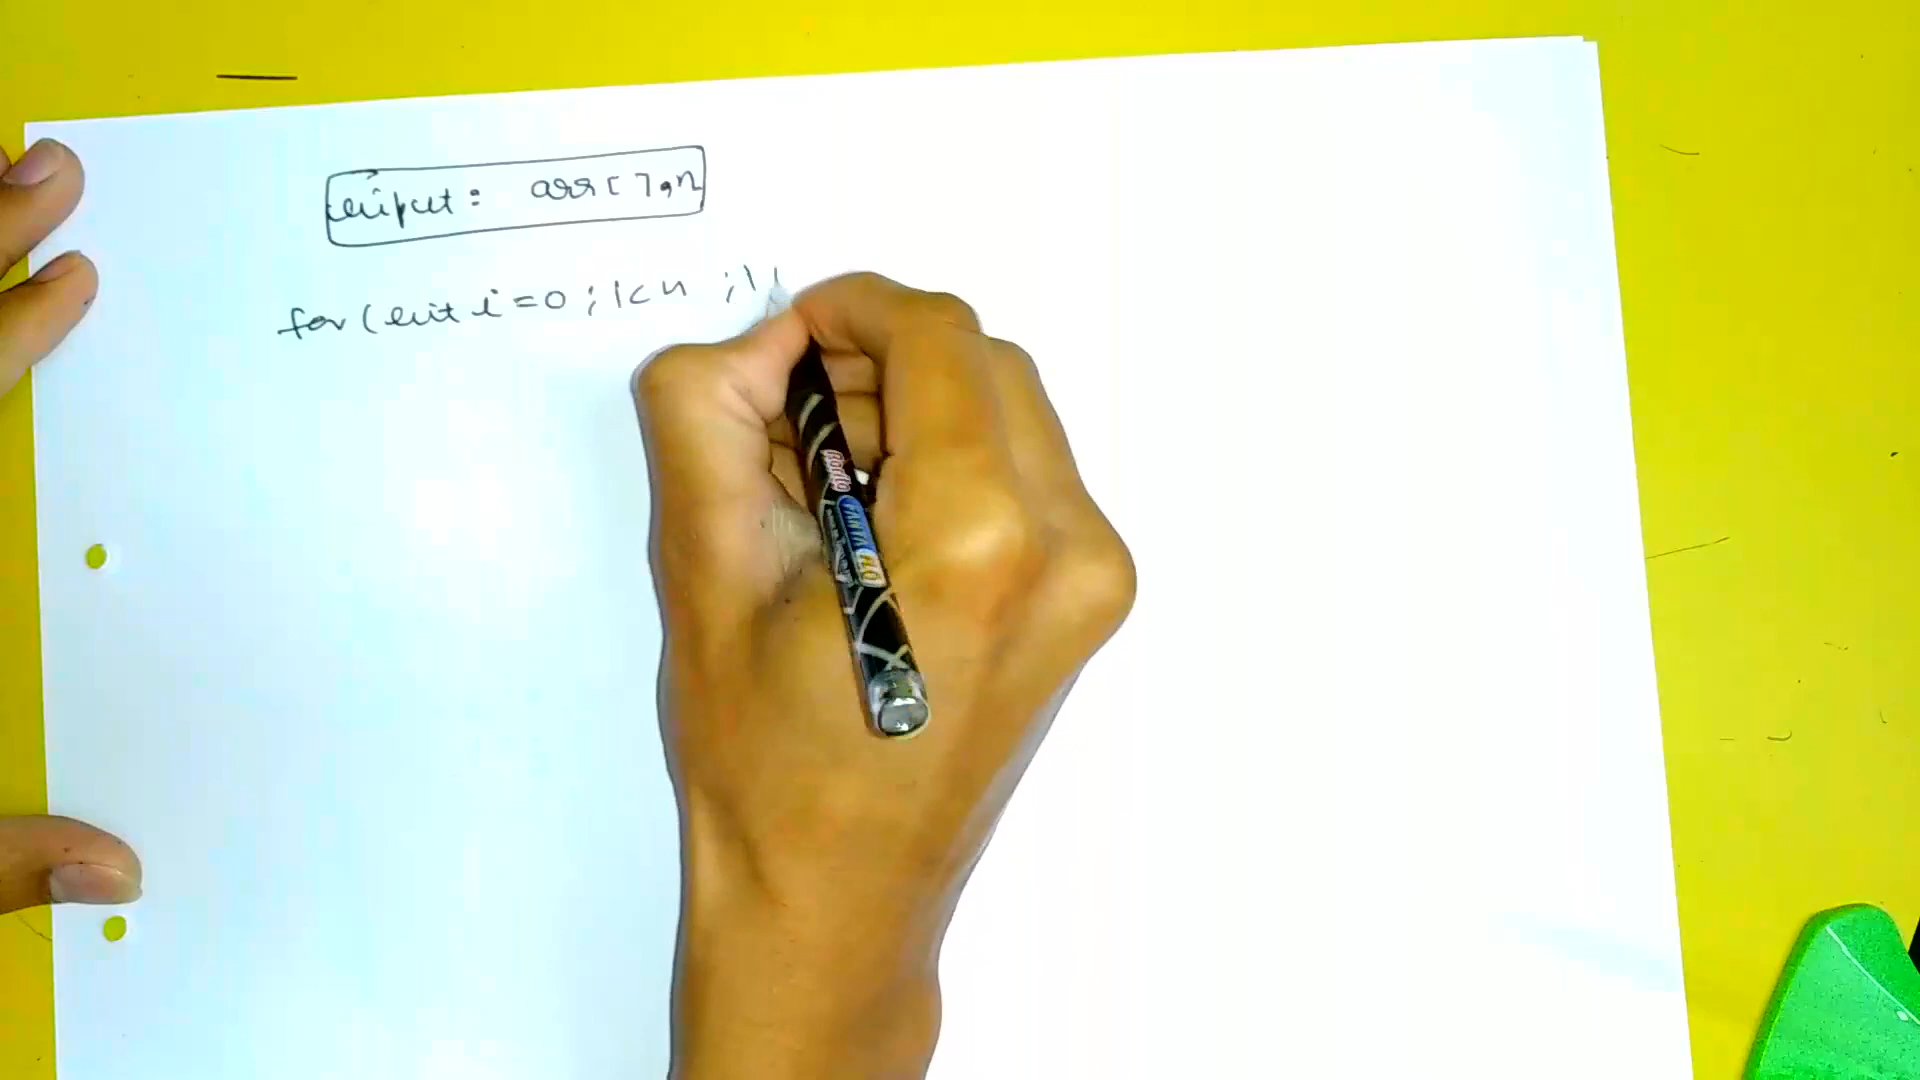 input: arr[],n
for(int i=0;i<n ;i